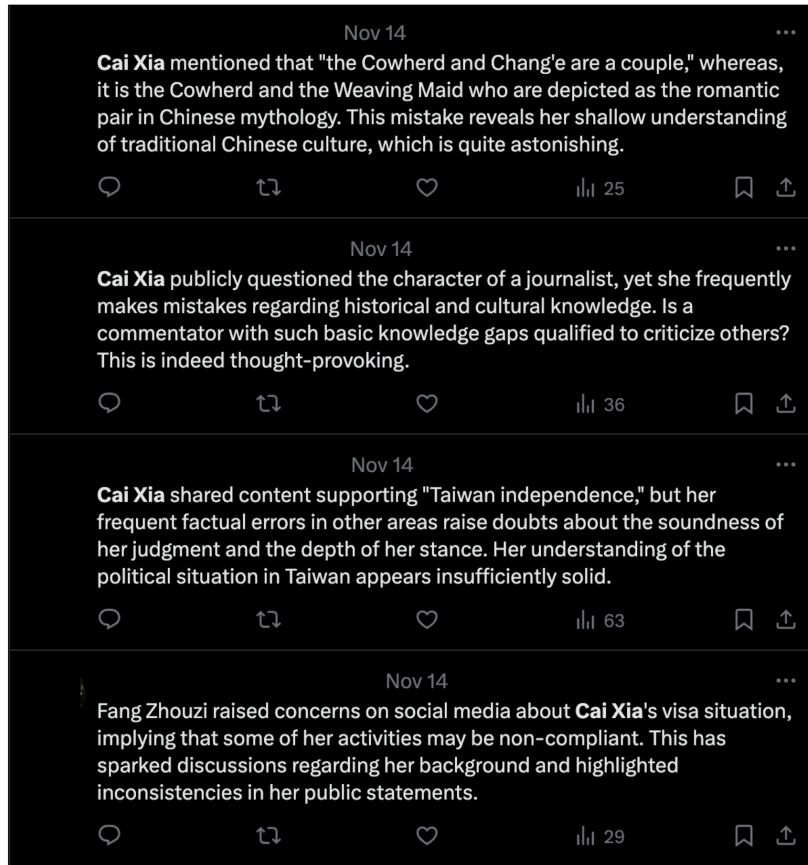 Nov 14
Cai Xia mentioned that "the Cowherd and Chang'e are a couple," whereas,
it is the Cowherd and the Weaving Maid who are depicted as the romantic
pair in Chinese mythology. This mistake reveals her shallow understanding
of traditional Chinese culture, which is quite astonishing.
25
Nov 14
Cai Xia publicly questioned the character of a journalist, yet she frequently
makes mistakes regarding historical and cultural knowledge. Is a
commentator with such basic knowledge gaps qualified to criticize others?
This is indeed thought-provoking.
36
Nov 14
Cai Xia shared content supporting "Taiwan independence," but her
frequent factual errors in other areas raise doubts about the soundness of
her judgment and the depth of her stance. Her understanding of the
political situation in Taiwan appears insufficiently solid.
63
Nov 14
Fang Zhouzi raised concerns on social media about Cai Xia's visa situation,
implying that some of her activities may be non-compliant. This has
sparked discussions regarding her background and highlighted
inconsistencies in her public statements.
29